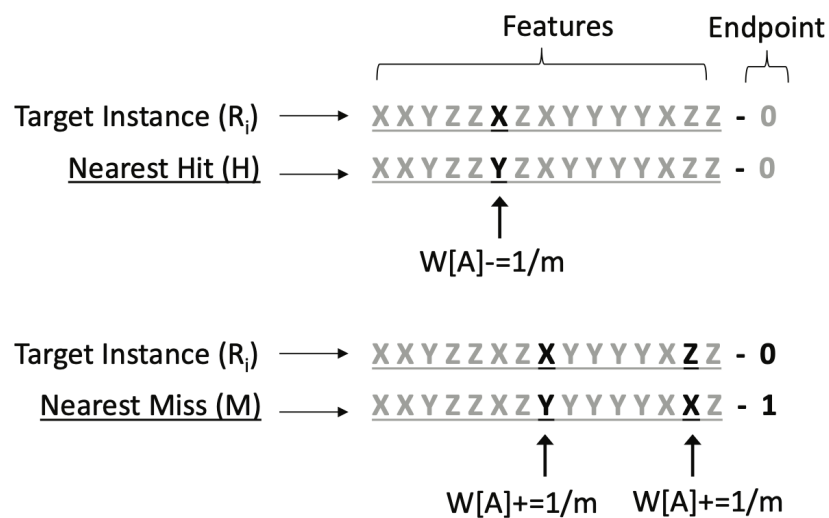 Features Endpoint
Target Instance (Ri) X X Y Z Z X Z X Y Y Y Y X Z Z - 0
Nearest Hit (H) X X Y Z Z Y Z X Y Y Y Y X Z Z - 0
W[A]-=1/m
Target Instance (Ri) X X Y Z Z X Z X Y Y Y Y X Z Z - 0
Nearest Miss (M) X X Y Z Z X Z Y Y Y Y Y X X Z - 1
W[A]+=1/m W[A]+=1/m